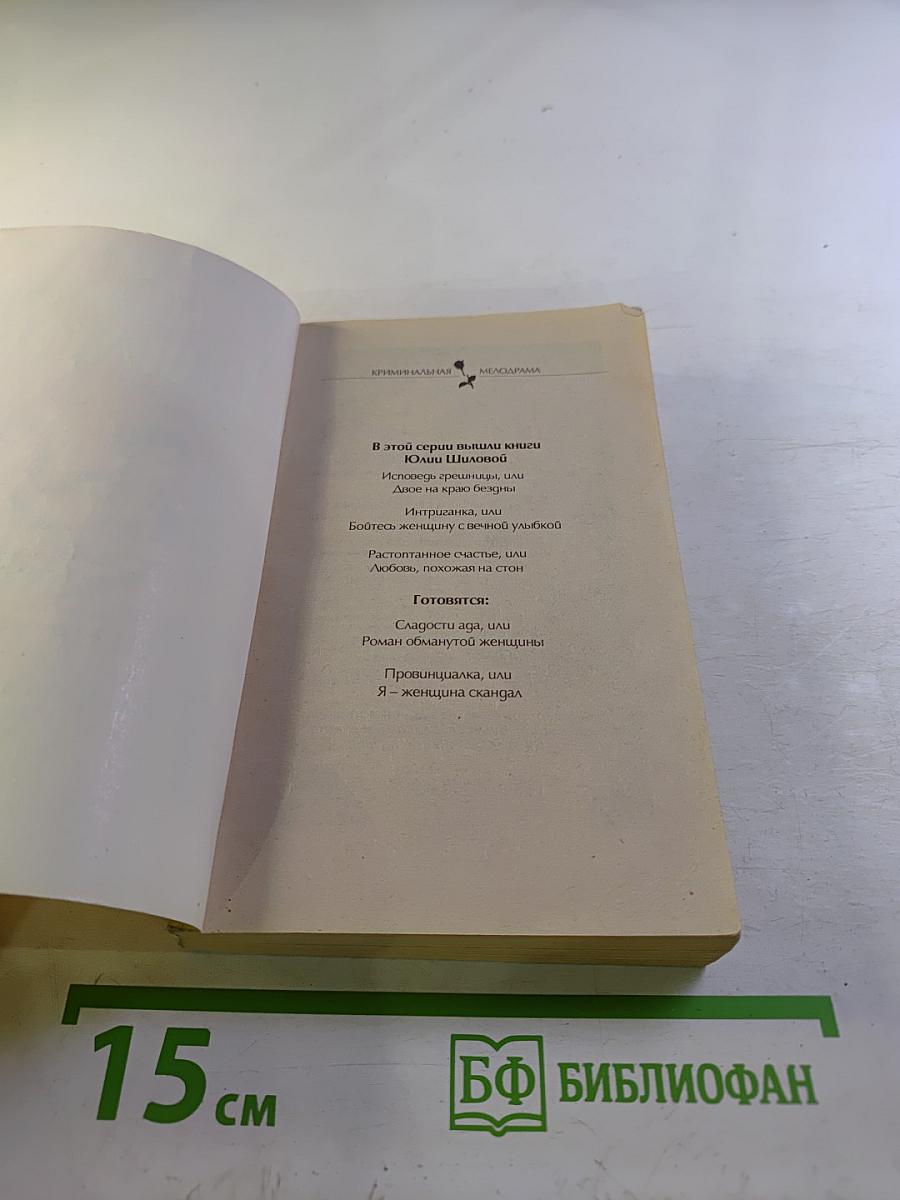 КРИМИНАЛЬНАЯ МЕЛОДРАМА
В этой серии вышли книги
Юлии Шиловой
Исповедь грешницы, или
Двое на краю бездны
Интриганка, или
Бойтесь женщину с вечной улыбкой
Растоптанное счастье, или
Любовь, похожая на стон
Готовятся:
Сладости ада, или
Роман обманутой женщины
Провинциалка, или
Я – женщина скандал
15 см
БФ БИБЛИОФАН